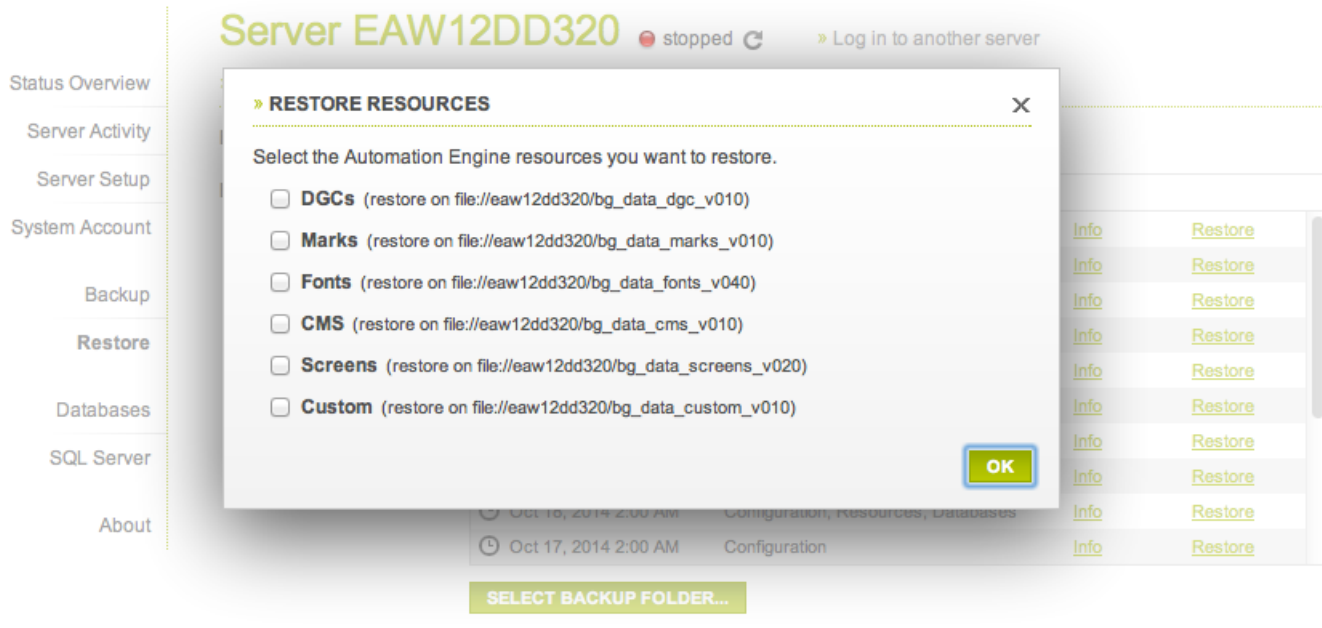 Server EAW12DD320 stopped » Log in to another server
Status Overview
Server Activity
Server Setup
System Account
Backup
Restore
Databases
SQL Server
About
» RESTORE RESOURCES X
Select the Automation Engine resources you want to restore.
DGCs (restore on file://eaw12dd320/bg_data_dgc_v010)
Marks (restore on file://eaw12dd320/bg_data_marks_v010)
Fonts (restore on file://eaw12dd320/bg_data_fonts_v040)
CMS (restore on file://eaw12dd320/bg_data_cms_v010)
Screens (restore on file://eaw12dd320/bg_data_screens_v020)
Custom (restore on file://eaw12dd320/bg_data_custom_v010)
OK
Info Restore
Info Restore
Info Restore
Info Restore
Info Restore
Info Restore
Info Restore
Info Restore
Oct 18, 2014 2:00 AM Configuration, Resources, Databases Info Restore
Oct 17, 2014 2:00 AM Configuration Info Restore
SELECT BACKUP FOLDER...